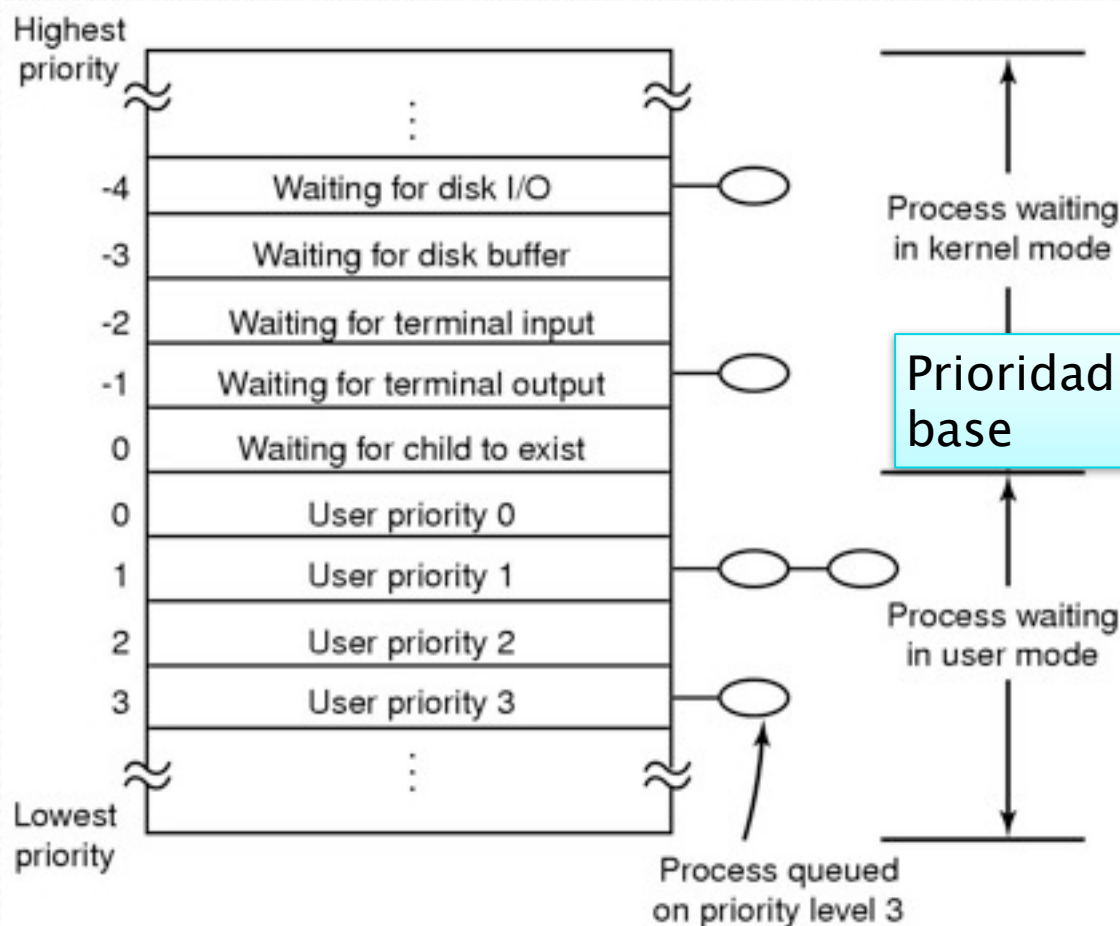 Highest
priority
-4 Waiting for disk I/O
-3 Waiting for disk buffer
-2 Waiting for terminal input
-1 Waiting for terminal output
0 Waiting for child to exist
0 User priority 0
1 User priority 1
2 User priority 2
3 User priority 3
Lowest
priority
Process waiting
in kernel mode
Prioridad
base
Process waiting
in user mode
Process queued
on priority level 3